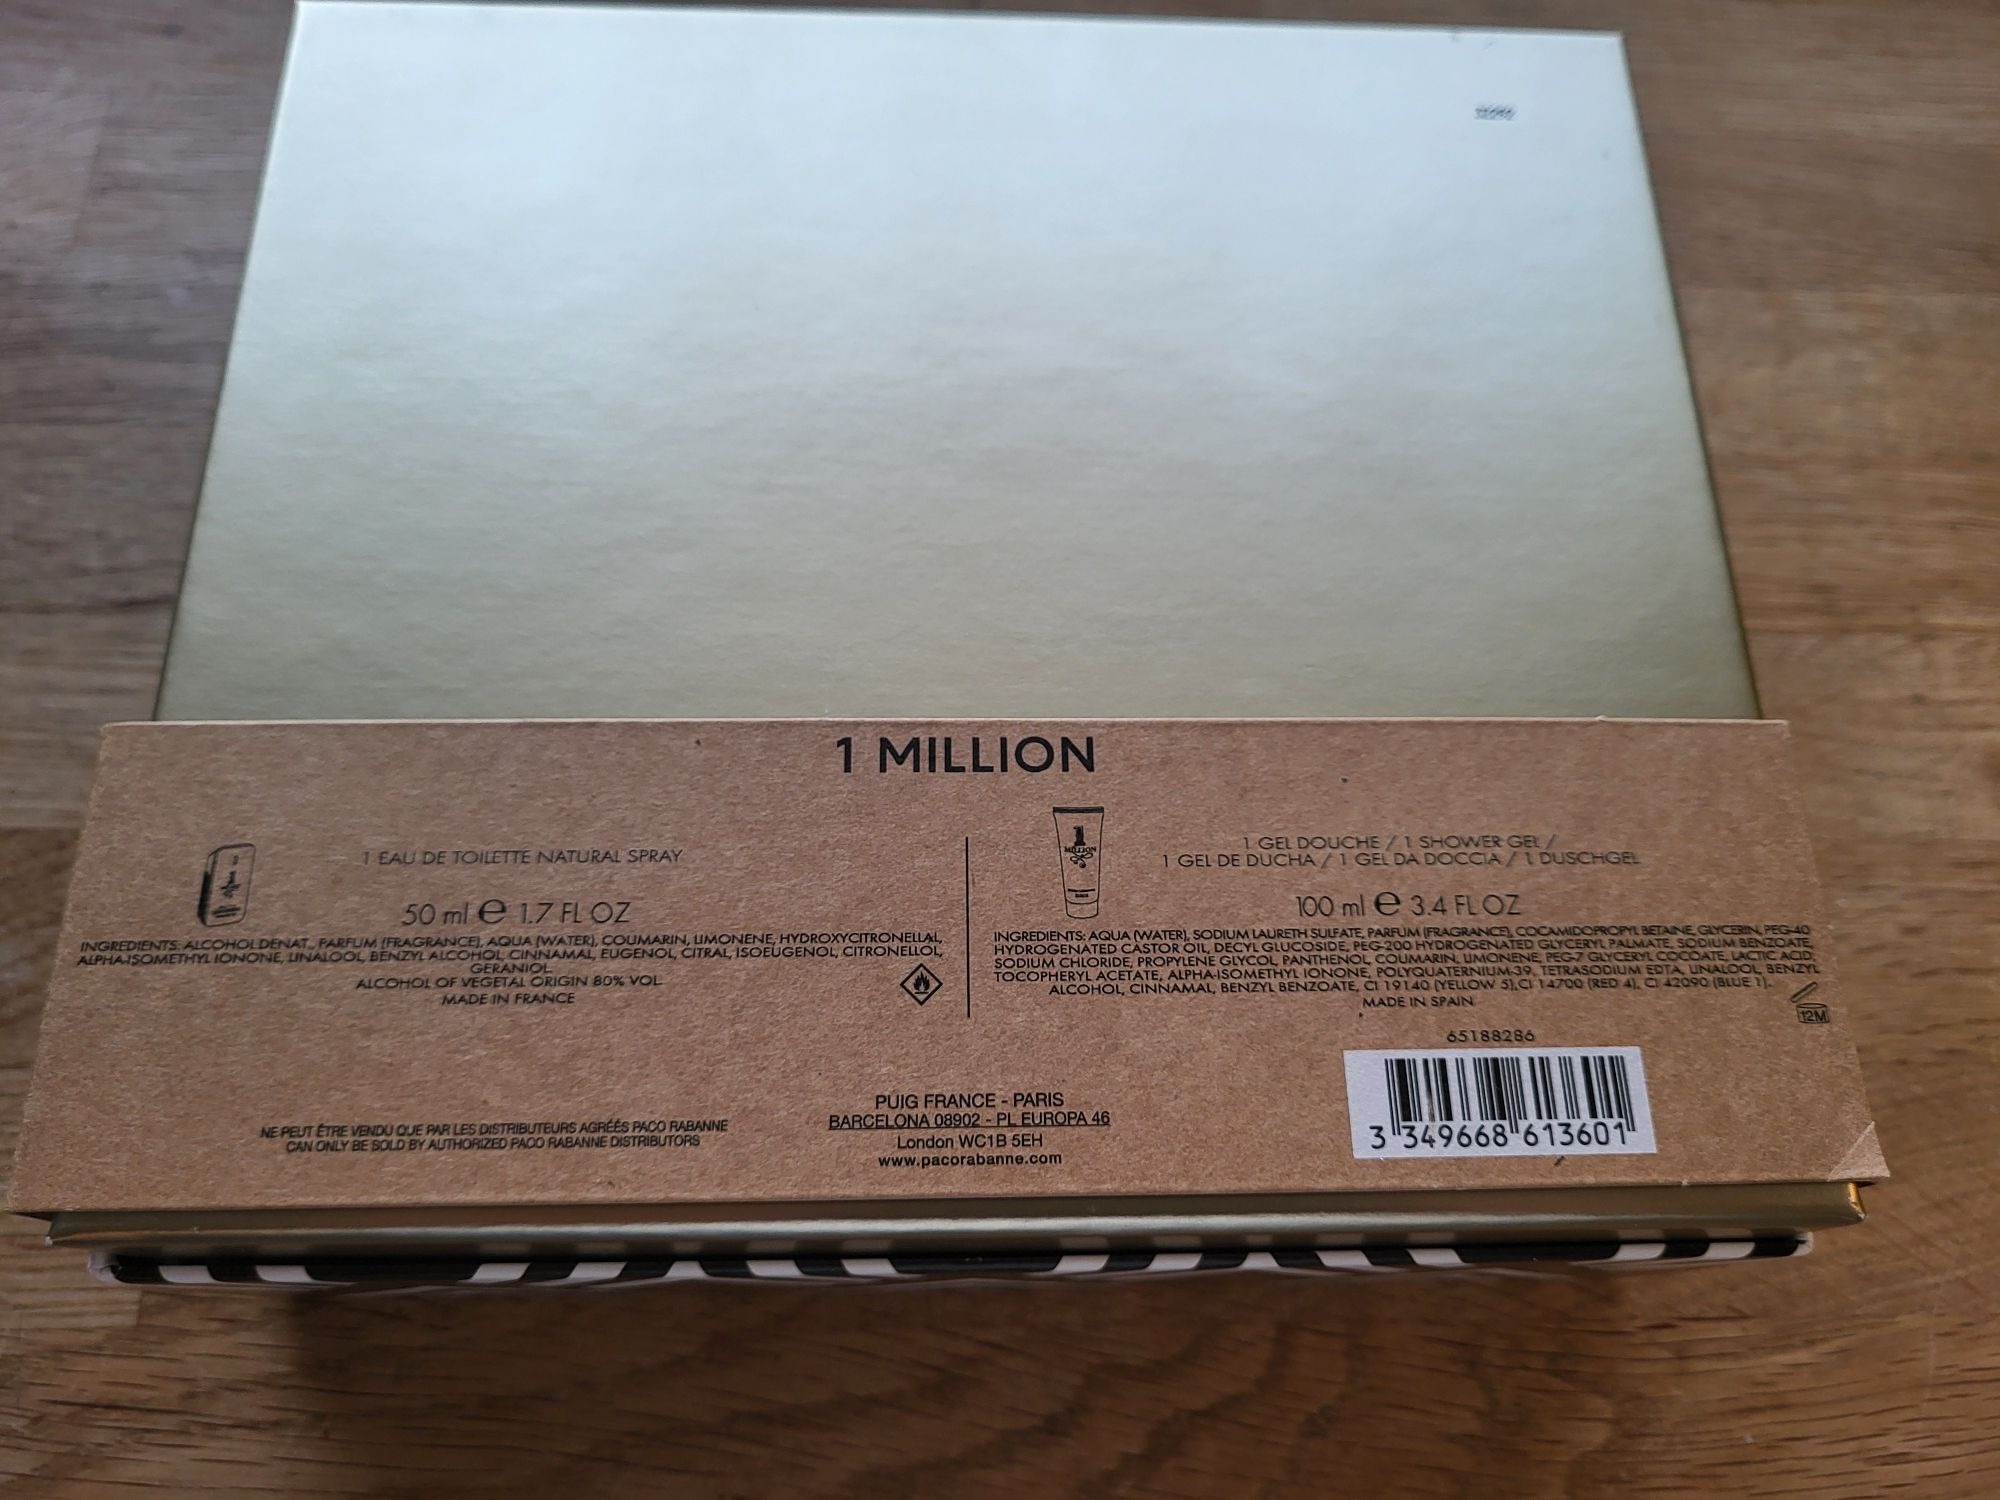 1 MILLION
1 EAU DE TOILETTE NATURAL SPRAY
50 ml ℮ 1.7 FL OZ
INGREDIENTS: ALCOHOL DENAT., PARFUM (FRAGRANCE), AQUA (WATER), COUMARIN, LIMONENE, HYDROXYCITRONELLAL,
ALPHA-ISOMETHYL IONONE, LINALOOL, BENZYL ALCOHOL, CINNAMAL, EUGENOL, CITRAL, ISOEUGENOL, CITRONELLOL,
GERANIOL
ALCOHOL OF VEGETAL ORIGIN 80% VOL
MADE IN FRANCE
1
MILLION
1 GEL DOUCHE / 1 SHOWER GEL /
1 GEL DE DUCHA / 1 GEL DA DOCCIA / 1 DUSCHGEL
100 ml ℮ 3.4 FL OZ
INGREDIENTS: AQUA (WATER), SODIUM LAURETH SULFATE, PARFUM (FRAGRANCE), COCAMIDOPROPYL BETAINE, GLYCERIN, PEG-40
HYDROGENATED CASTOR OIL, DECYL GLUCOSIDE, PEG-200 HYDROGENATED GLYCERYL PALMATE, SODIUM BENZOATE,
SODIUM CHLORIDE, PROPYLENE GLYCOL, PANTHENOL, COUMARIN, LIMONENE, PEG-7 GLYCERYL COCOATE, LACTIC ACID,
TOCOPHERYL ACETATE, ALPHA-ISOMETHYL IONONE, POLYQUATERNIUM-39, TETRASODIUM EDTA, LINALOOL, BENZYL
ALCOHOL, CINNAMAL, BENZYL BENZOATE, CI 19140 (YELLOW 5),CI 14700 (RED 4), CI 42090 (BLUE 1).
MADE IN SPAIN
12M
65188286
3 349668 613601
NE PEUT ÊTRE VENDU QUE PAR LES DISTRIBUTEURS AGRÉÉS PACO RABANNE
CAN ONLY BE SOLD BY AUTHORIZED PACO RABANNE DISTRIBUTORS
PUIG FRANCE - PARIS
BARCELONA 08902 - PL EUROPA 46
London WC1B 5EH
www.pacorabanne.com